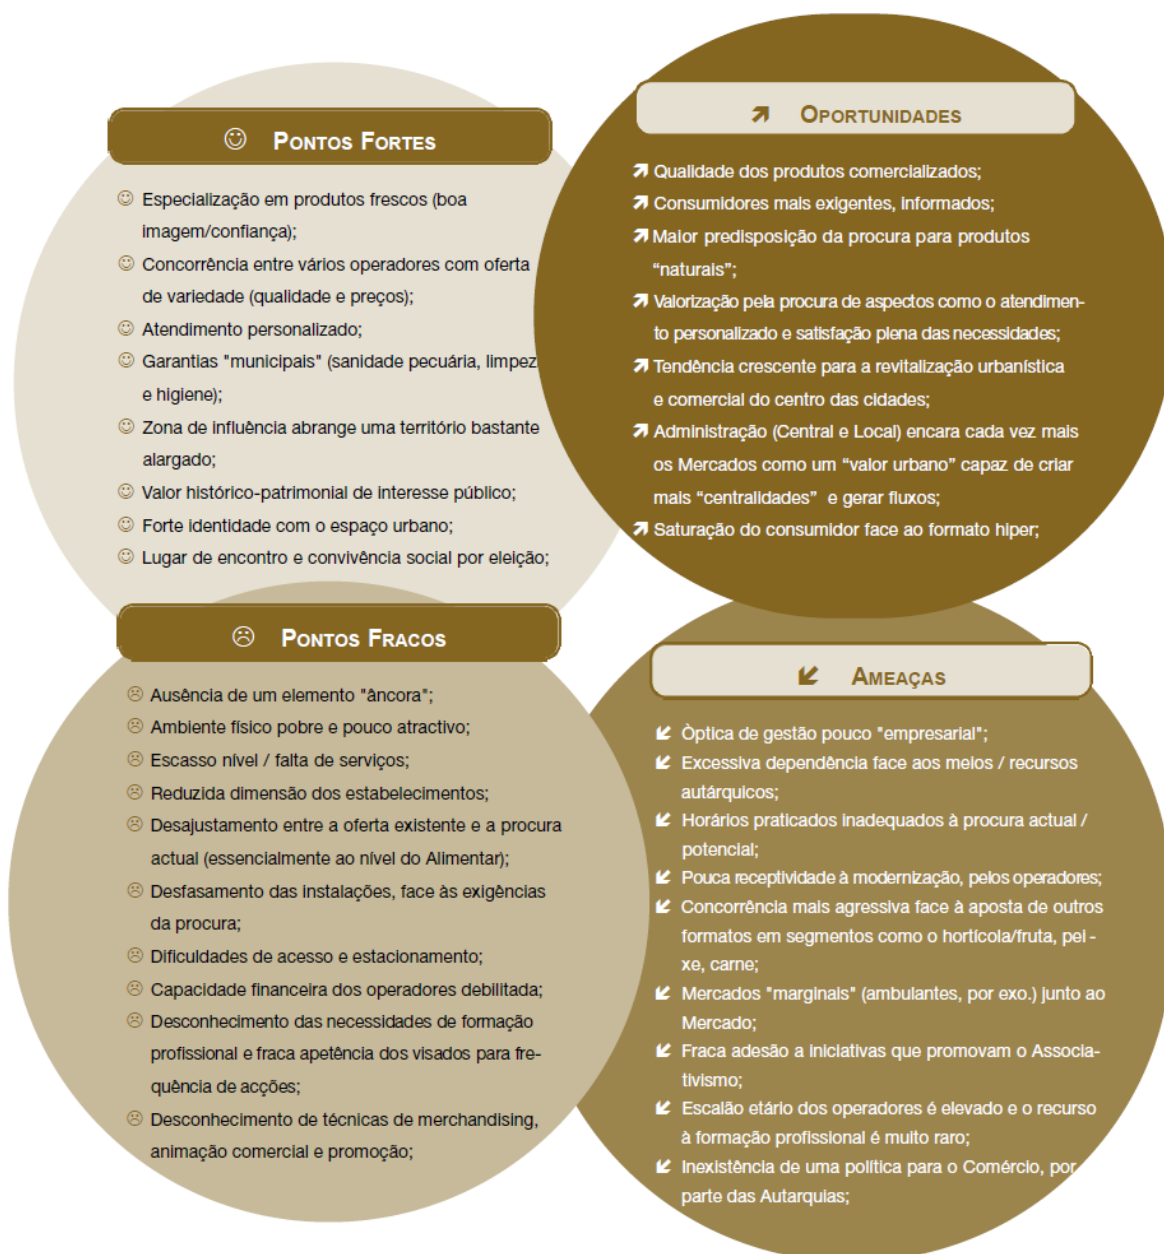 PONTOS FORTES
Especialização em produtos frescos (boa
imagem/confiança);
Concorrência entre vários operadores com oferta
de variedade (qualidade e preços);
Atendimento personalizado;
Garantias "municipais" (sanidade pecuária, limpez
e higiene);
Zona de influência abrange uma território bastante
alargado;
Valor histórico-patrimonial de interesse público;
Forte identidade com o espaço urbano;
Lugar de encontro e convivência social por eleição;
OPORTUNIDADES
Qualidade dos produtos comercializados;
Consumidores mais exigentes, informados;
Maior predisposição da procura para produtos
“naturais”;
Valorização pela procura de aspectos como o atendimen-
to personalizado e satisfação plena das necessidades;
Tendência crescente para a revitalização urbanística
e comercial do centro das cidades;
Administração (Central e Local) encara cada vez mais
os Mercados como um “valor urbano” capaz de criar
mais “centralidades” e gerar fluxos;
Saturação do consumidor face ao formato hiper;
PONTOS FRACOS
Ausência de um elemento "âncora";
Ambiente físico pobre e pouco atractivo;
Escasso nível / falta de serviços;
Reduzida dimensão dos estabelecimentos;
Desajustamento entre a oferta existente e a procura
actual (essencialmente ao nível do Alimentar);
Desfasamento das instalações, face às exigências
da procura;
Dificuldades de acesso e estacionamento;
Capacidade financeira dos operadores debilitada;
Desconhecimento das necessidades de formação
profissional e fraca apetência dos visados para fre-
quência de acções;
Desconhecimento de técnicas de merchandising,
animação comercial e promoção;
AMEAÇAS
Òptica de gestão pouco "empresarial";
Excessiva dependência face aos meios / recursos
autárquicos;
Horários praticados inadequados à procura actual /
potencial;
Pouca receptividade à modernização, pelos operadores;
Concorrência mais agressiva face à aposta de outros
formatos em segmentos como o hortícola/fruta, pei -
xe, carne;
Mercados "marginais" (ambulantes, por exo.) junto ao
Mercado;
Fraca adesão a iniciativas que promovam o Associa-
tivismo;
Escalão etário dos operadores é elevado e o recurso
à formação profissional é muito raro;
Inexistência de uma política para o Comércio, por
parte das Autarquias;